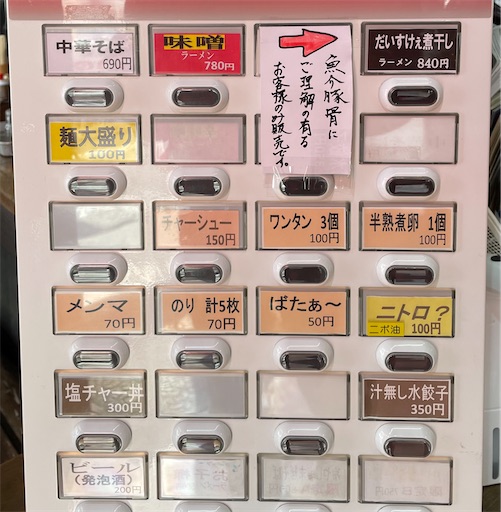 中華そば
690円
味噌
ラーメン 780円
魚介豚骨に
ご理解の有る
お客様のみ販売です。
だいすけぇ煮干し
ラーメン 840円
麺大盛り
100円
チャーシュー
150円
ワンタン 3個
100円
半熟煮卵 1個
100円
メンマ
70円
のり 計5枚
70円
ばたぁ～
50円
ニトロ?
ニボ油 100円
塩チャー丼
300円
汁無し水餃子
350円
ビール
(発泡酒)
200円